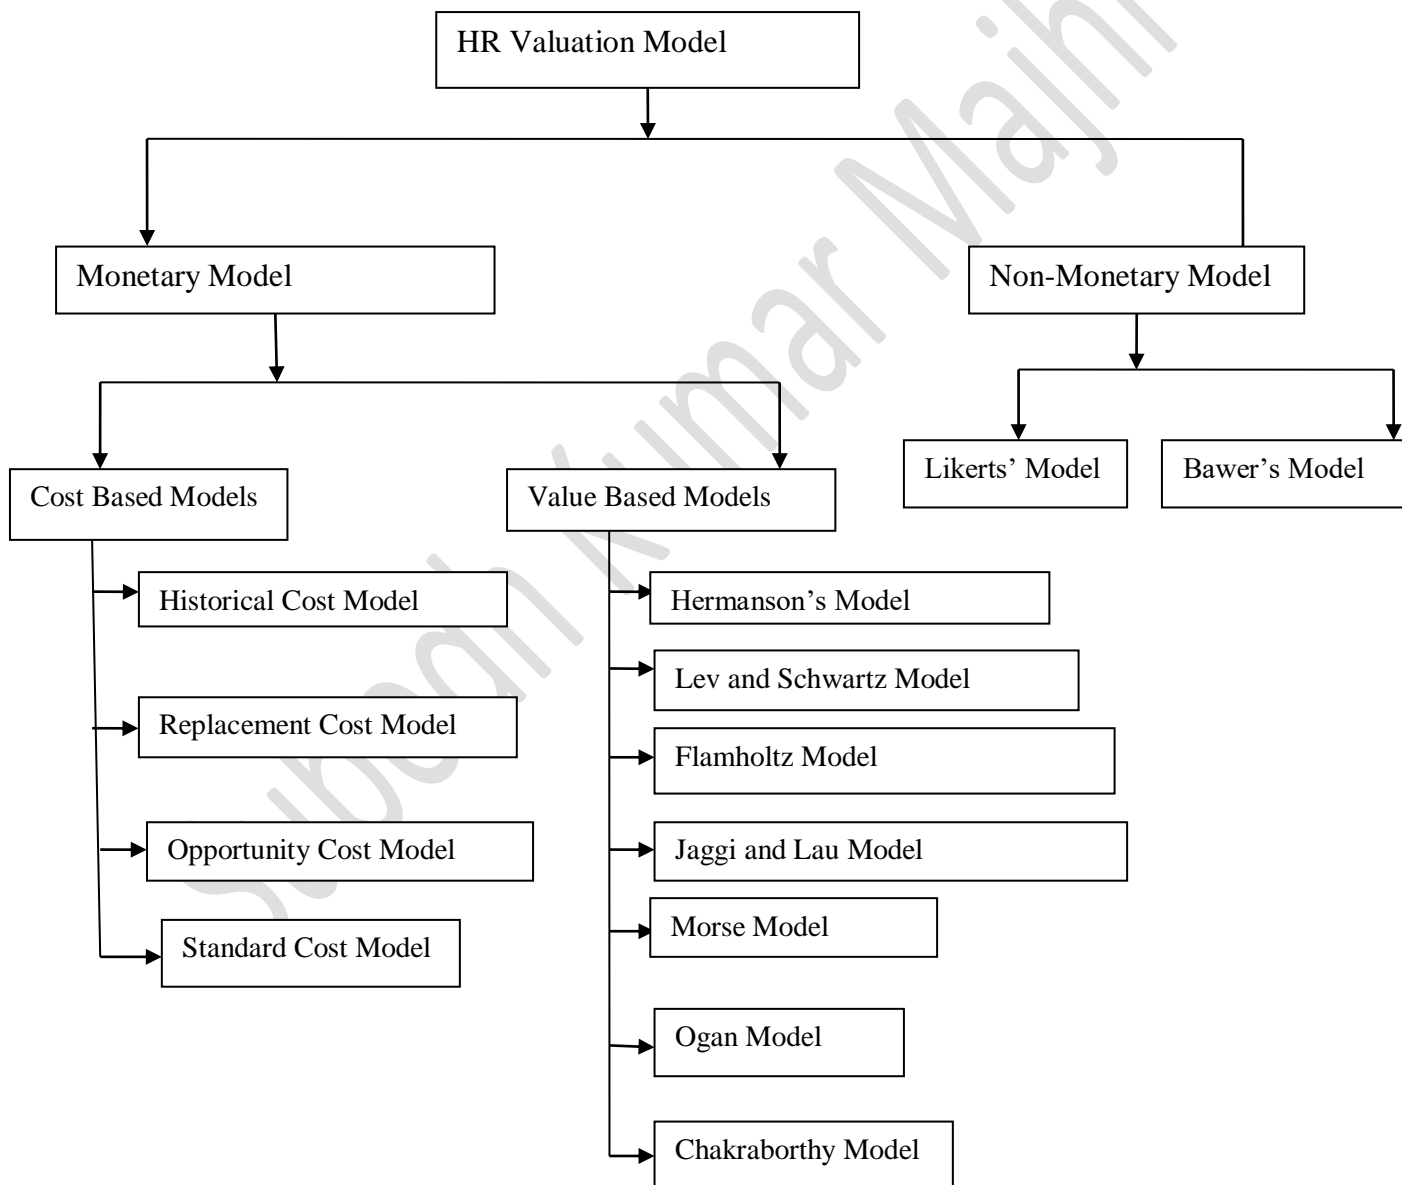 HR Valuation Model
Monetary Model
Non-Monetary Model
Cost Based Models
Value Based Models
Likerts’ Model
Bawer’s Model
Historical Cost Model
Replacement Cost Model
Opportunity Cost Model
Standard Cost Model
Hermanson’s Model
Lev and Schwartz Model
Flamholtz Model
Jaggi and Lau Model
Morse Model
Ogan Model
Chakraborthy Model
Kumar Majhi